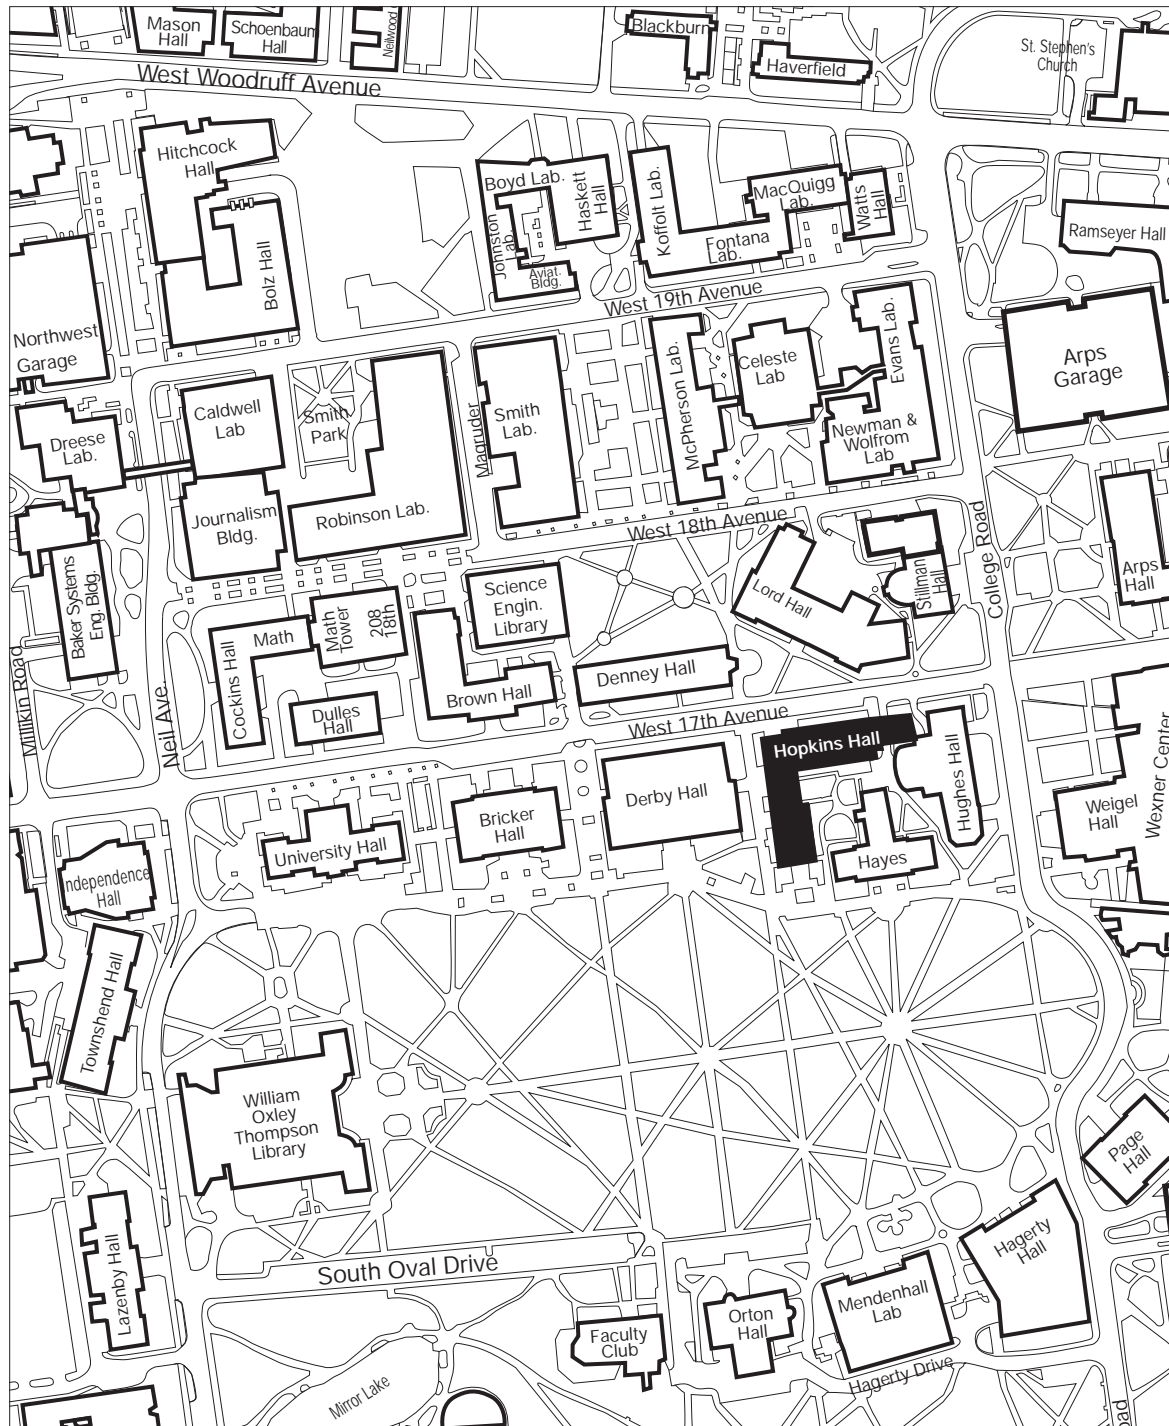 Mason
Hall
Schoenbaum
Hall
Neilwood
Blackburn
Haverfield
St. Stephen's
Church
West Woodruff Avenue
Hitchcock
Hall
Boyd Lab.
Haskett
Hall
Johnston
Lab.
Aviat.
Bldg.
Koffolt Lab.
MacQuigg
Lab.
Watts
Hall
Fontana
Lab.
Ramseyer Hall
Bolz Hall
West 19th Avenue
Northwest
Garage
McPherson Lab.
Celeste
Lab
Evans Lab.
Arps
Garage
Caldwell
Lab
Smith
Park
Magruder
Smith
Lab.
Newman &
Wolfrom
Lab
Dreese
Lab.
Journalism
Bldg.
Robinson Lab.
West 18th Avenue
College Road
Baker Systems
Eng. Bldg.
Science
Engin.
Library
Lord Hall
Stillman
Hall
Arps
Hall
Math
Math
Tower
208
18th
Cockins Hall
Dulles
Hall
Brown Hall
Denney Hall
Millikin Road
Neil Ave.
West 17th Avenue
Hopkins Hall
Hughes Hall
Wexner Center
Derby Hall
Weigel
Hall
Bricker
Hall
University Hall
Hayes
ndependence
Hall
Townshend Hall
William
Oxley
Thompson
Library
Page
Hall
Lazenby Hall
South Oval Drive
Hagerty
Hall
Mendenhall
Lab
Orton
Hall
Faculty
Club
Hagerty Drive
Mirror Lake
oad